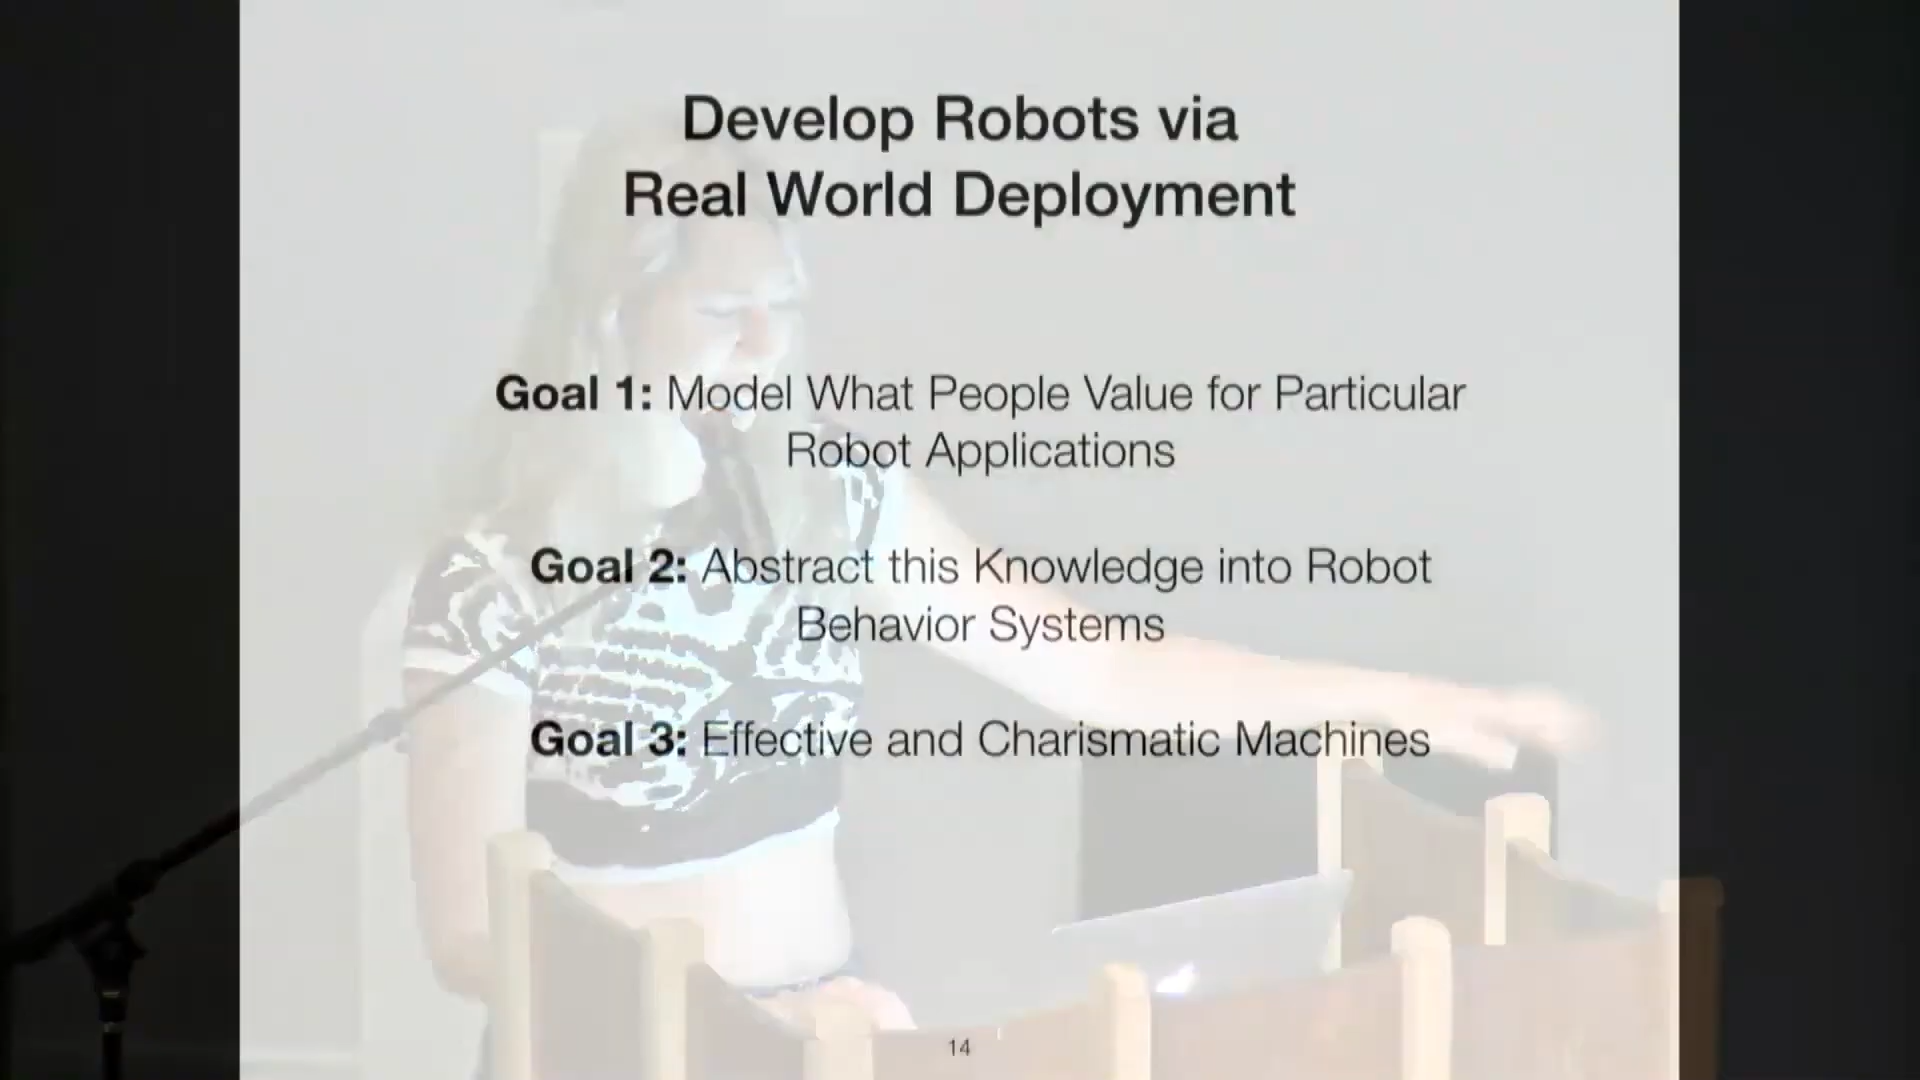 Develop Robots via
Real World Deployment
Goal 1: Model What People Value for Particular
Robot Applications
Goal 2: Abstract this Knowledge into Robot
Behavior Systems
Goal 3: Effective and Charismatic Machines
14